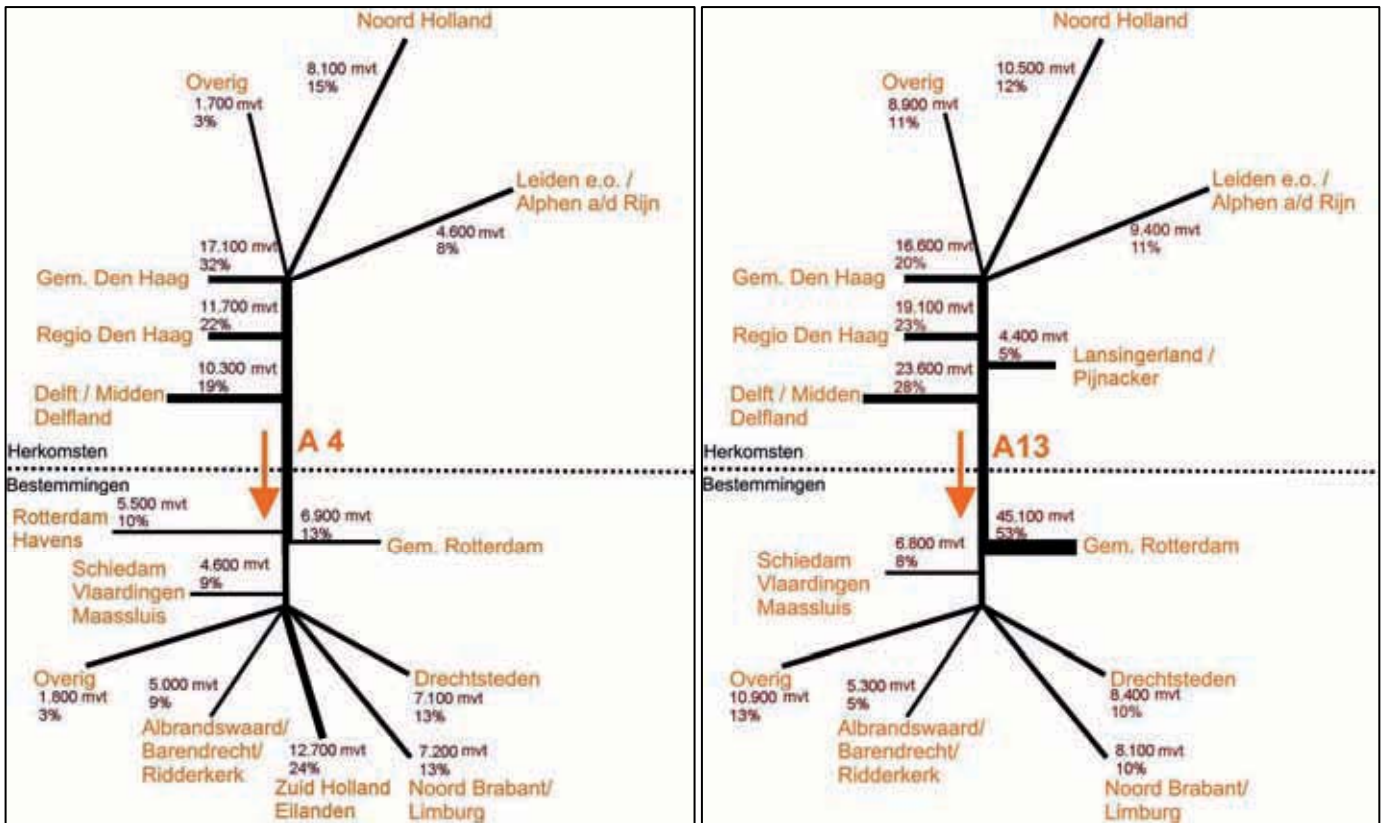 Noord Holland
8.100 mvt
15%
Overig
1.700 mvt
3%
Leiden e.o. /
Alphen a/d Rijn
4.600 mvt
8%
17.100 mvt
32%
Gem. Den Haag
11.700 mvt
22%
Regio Den Haag
10.300 mvt
19%
Delft / Midden
Delfland
A 4
Herkomsten
Bestemmingen
5.500 mvt
10%
Rotterdam
Havens
6.900 mvt
13%
Gem. Rotterdam
4.600 mvt
9%
Schiedam
Vlaardingen
Maassluis
Overig
1.800 mvt
3%
5.000 mvt
9%
Albrandswaard/
Barendrecht/
Ridderkerk
12.700 mvt
24%
Zuid Holland
Eilanden
Drechtsteden
7.100 mvt
13%
7.200 mvt
13%
Noord Brabant/
Limburg
Noord Holland
10.500 mvt
12%
Overig
8.900 mvt
11%
Leiden e.o. /
Alphen a/d Rijn
9.400 mvt
11%
16.600 mvt
20%
Gem. Den Haag
19.100 mvt
23%
Regio Den Haag
4.400 mvt
5%
Lansingerland /
Pijnacker
23.600 mvt
28%
Delft / Midden
Delfland
A13
Herkomsten
Bestemmingen
45.100 mvt
53%
Gem. Rotterdam
6.800 mvt
8%
Schiedam
Vlaardingen
Maassluis
Overig
10.900 mvt
13%
5.300 mvt
5%
Albrandswaard/
Barendrecht/
Ridderkerk
Drechtsteden
8.400 mvt
10%
8.100 mvt
10%
Noord Brabant/
Limburg